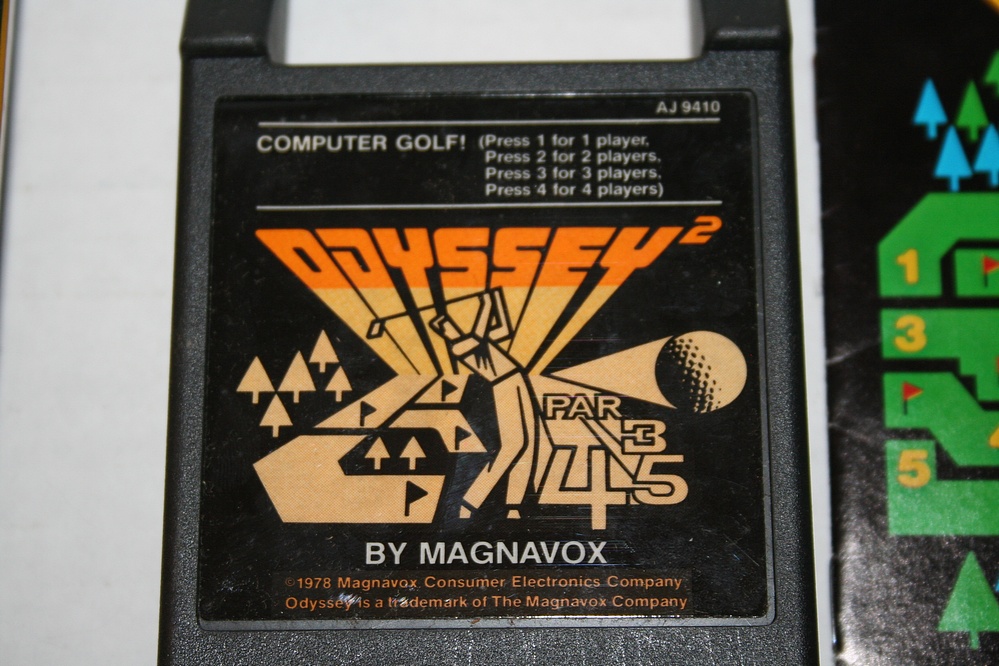 AJ 9410
COMPUTER GOLF! (Press 1 for 1 player,
Press 2 for 2 players,
Press 3 for 3 players,
Press 4 for 4 players)
ODYSSEY²
PAR
3
4
5
BY MAGNAVOX
©1978 Magnavox Consumer Electronics Company
Odyssey is a trademark of The Magnavox Company
1
3
5